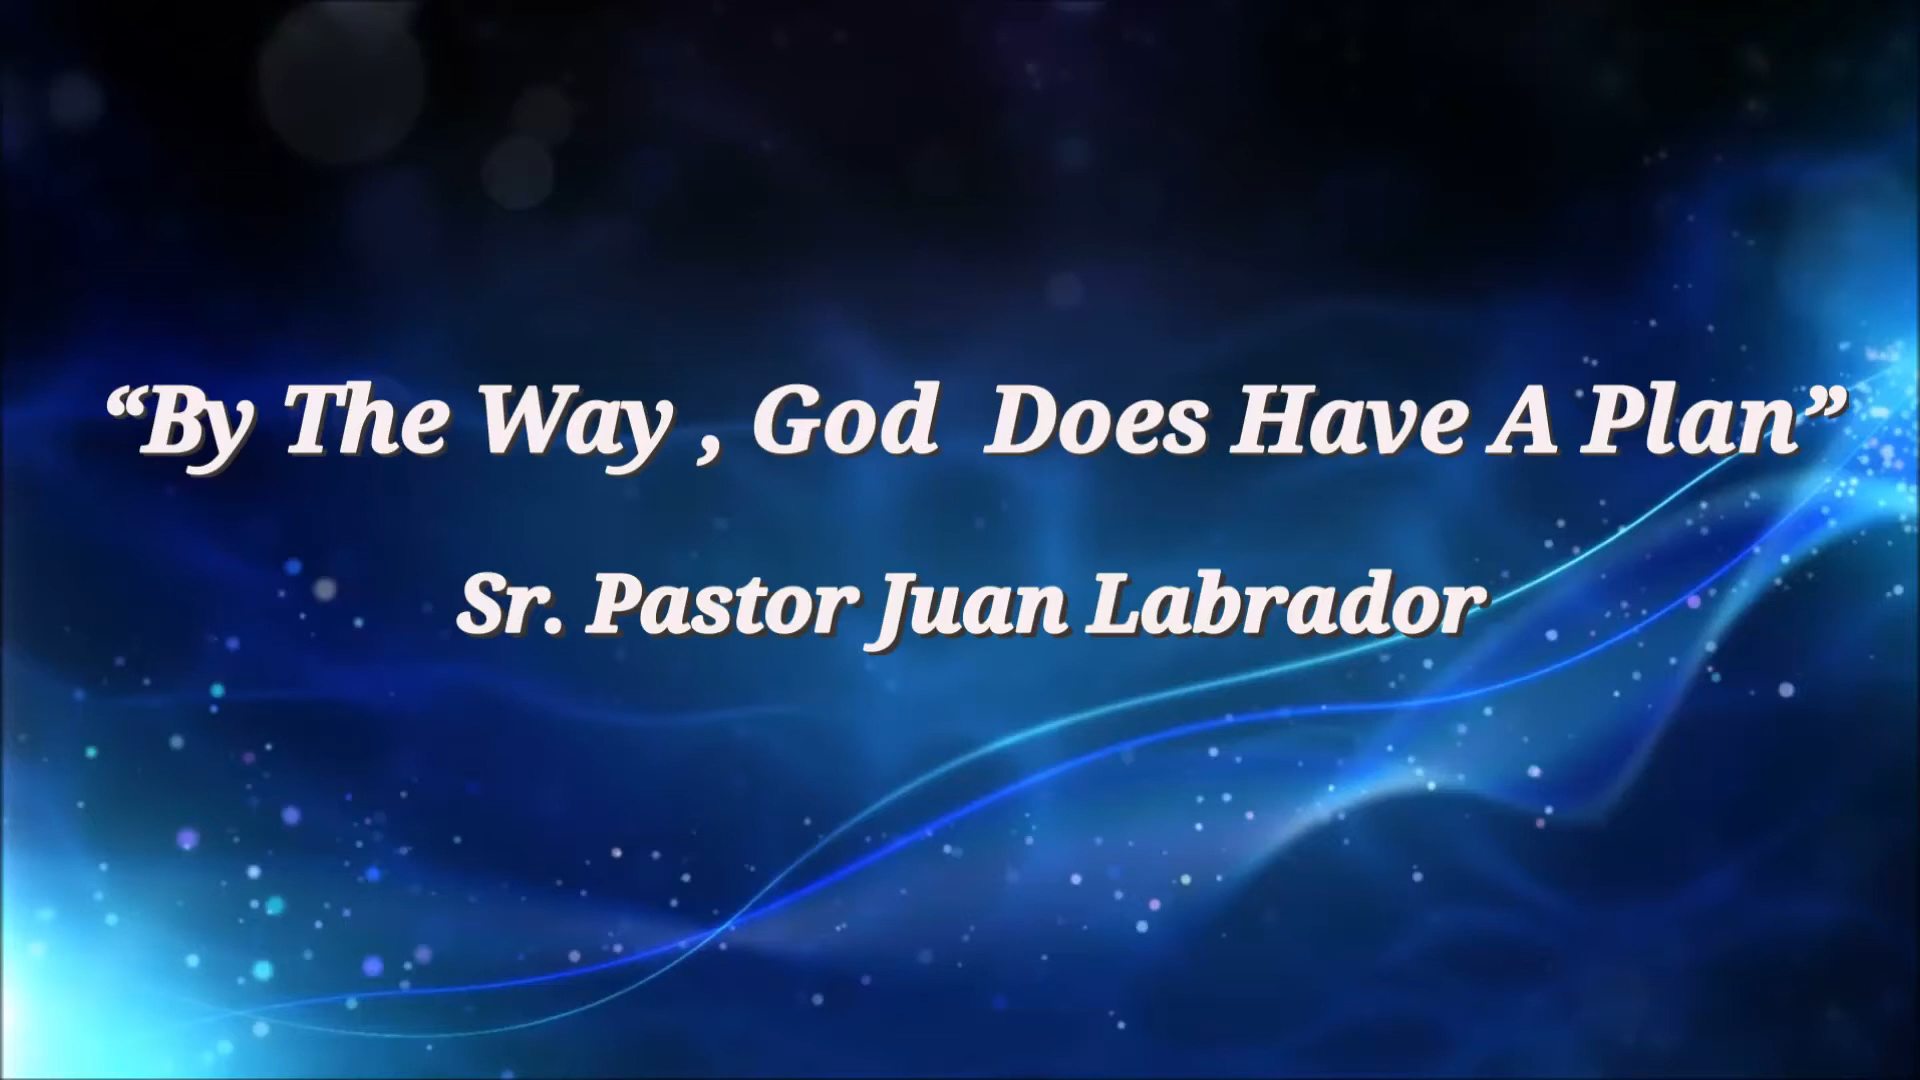 “By The Way , God  Does Have A Plan”
Sr. Pastor Juan Labrador